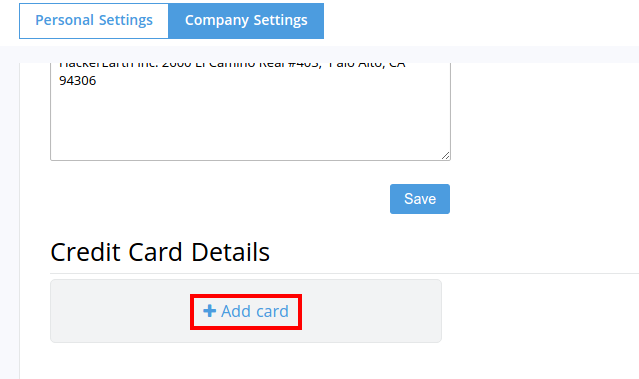 Personal Settings
Company Settings
HackerEarth Inc. 2600 El Camino Real #403, Palo Alto, CA
94306
Save
Credit Card Details
+ Add card